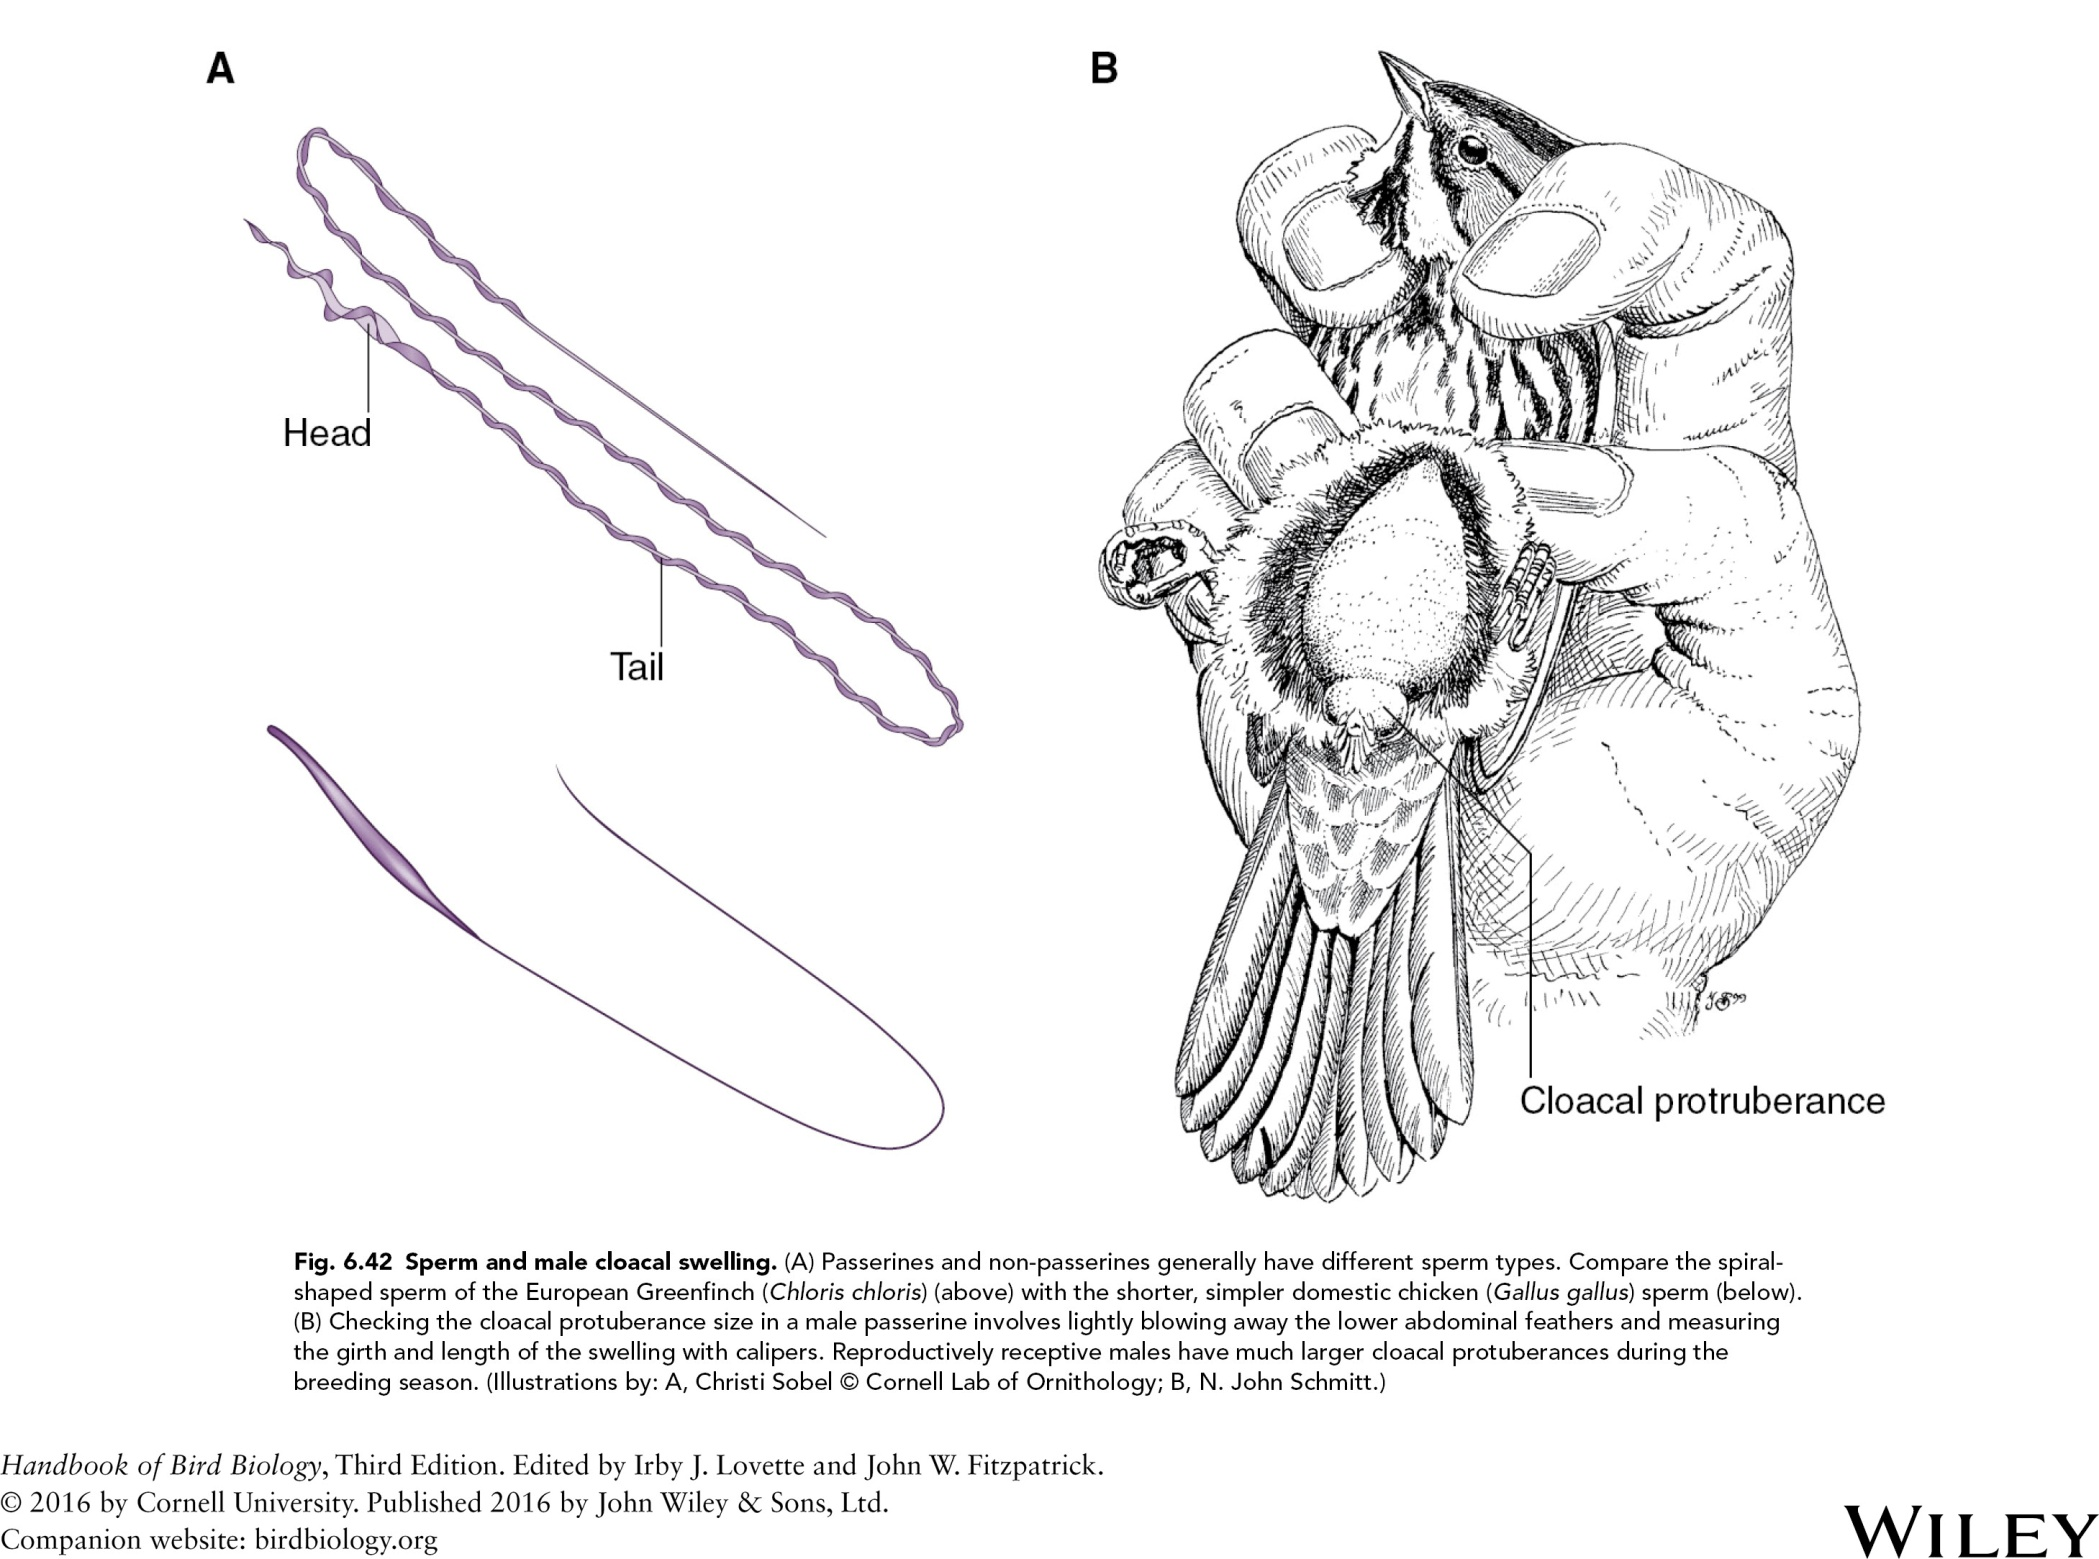 A
B
Head
Tail
Cloacal protruberance
Fig. 6.42 Sperm and male cloacal swelling. (A) Passerines and non-passerines generally have different sperm types. Compare the spiral-
shaped sperm of the European Greenfinch (Chloris chloris) (above) with the shorter, simpler domestic chicken (Gallus gallus) sperm (below).
(B) Checking the cloacal protuberance size in a male passerine involves lightly blowing away the lower abdominal feathers and measuring
the girth and length of the swelling with calipers. Reproductively receptive males have much larger cloacal protuberances during the
breeding season. (Illustrations by: A, Christi Sobel © Cornell Lab of Ornithology; B, N. John Schmitt.)
Handbook of Bird Biology, Third Edition. Edited by Irby J. Lovette and John W. Fitzpatrick.
© 2016 by Cornell University. Published 2016 by John Wiley & Sons, Ltd.
Companion website: birdbiology.org
WILEY